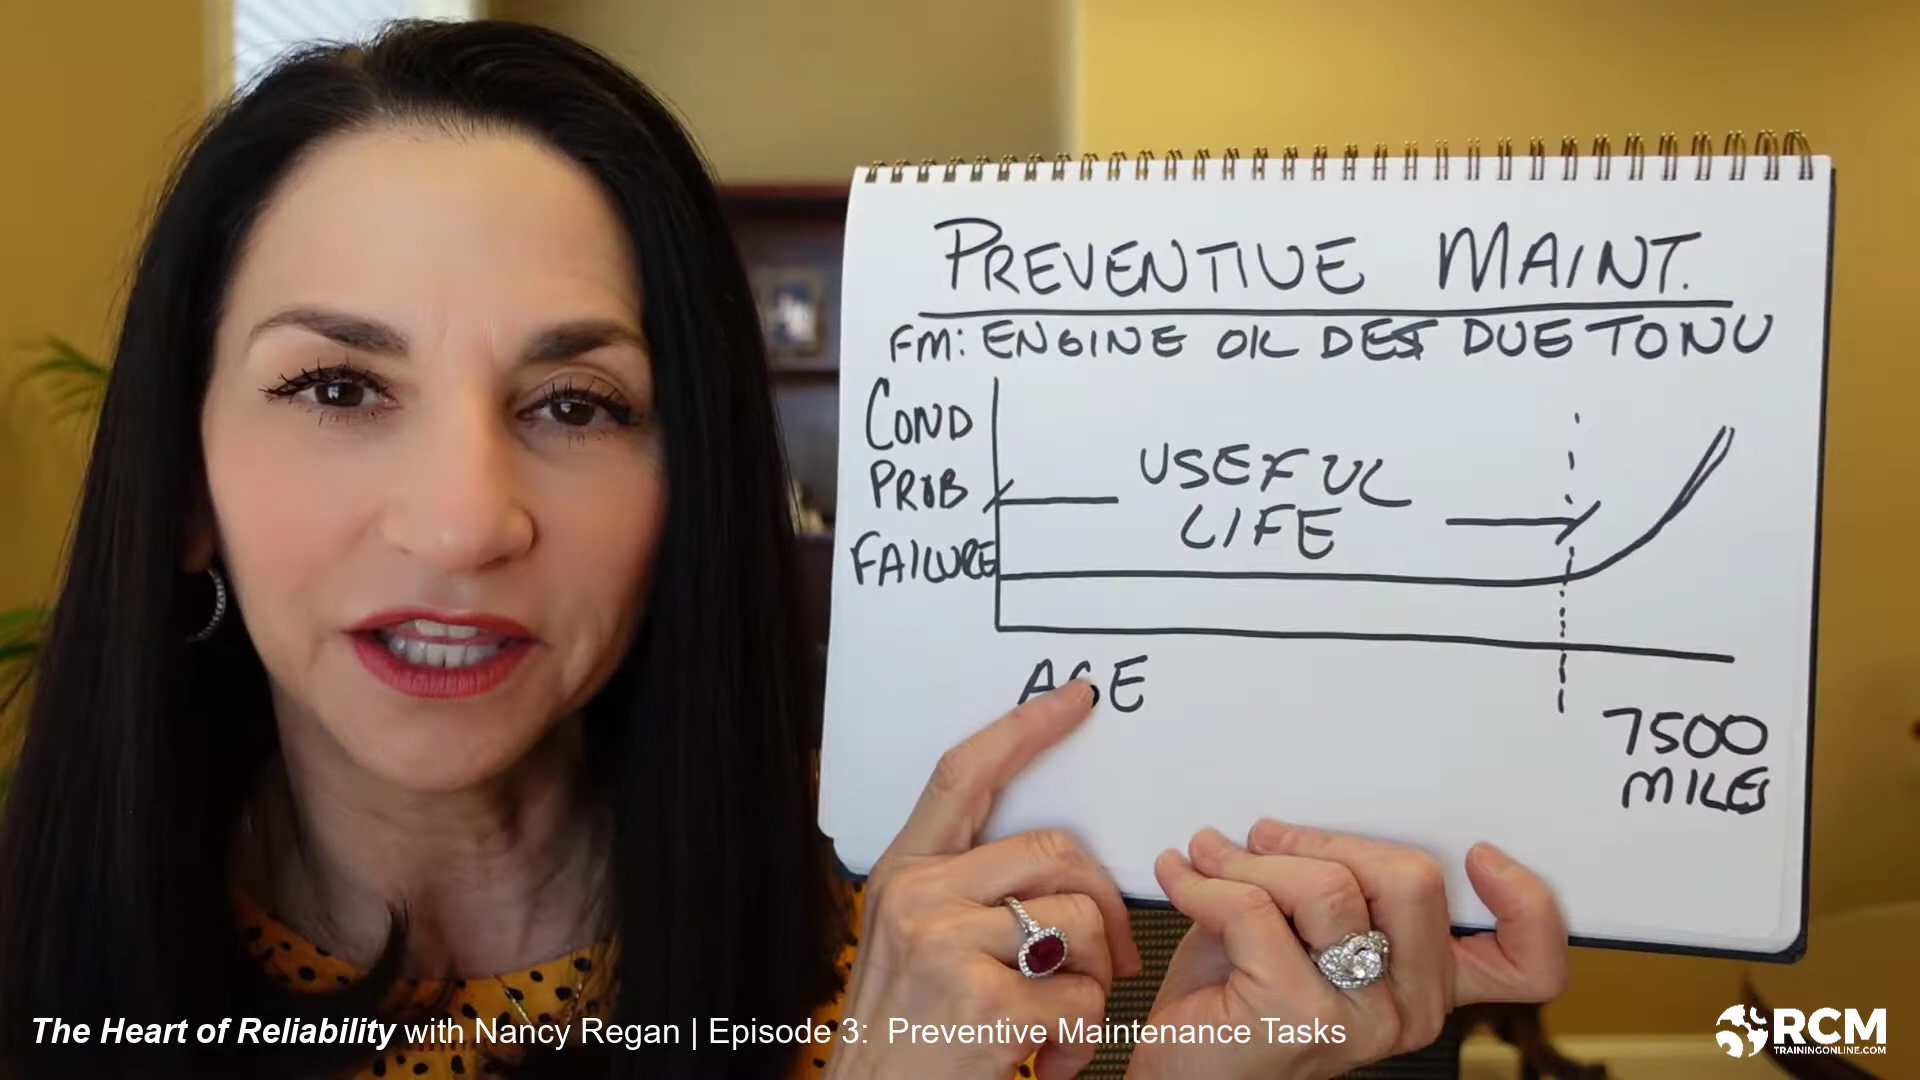 PREVENTIVE MAINT.
FM: ENGINE OIL DES DUE TO NU
COND
PROB
FAILURE
USEFUL
LIFE
AGE
7500
MILES
The Heart of Reliability with Nancy Regan | Episode 3: Preventive Maintenance Tasks
RCM
TRAININGONLINE.COM